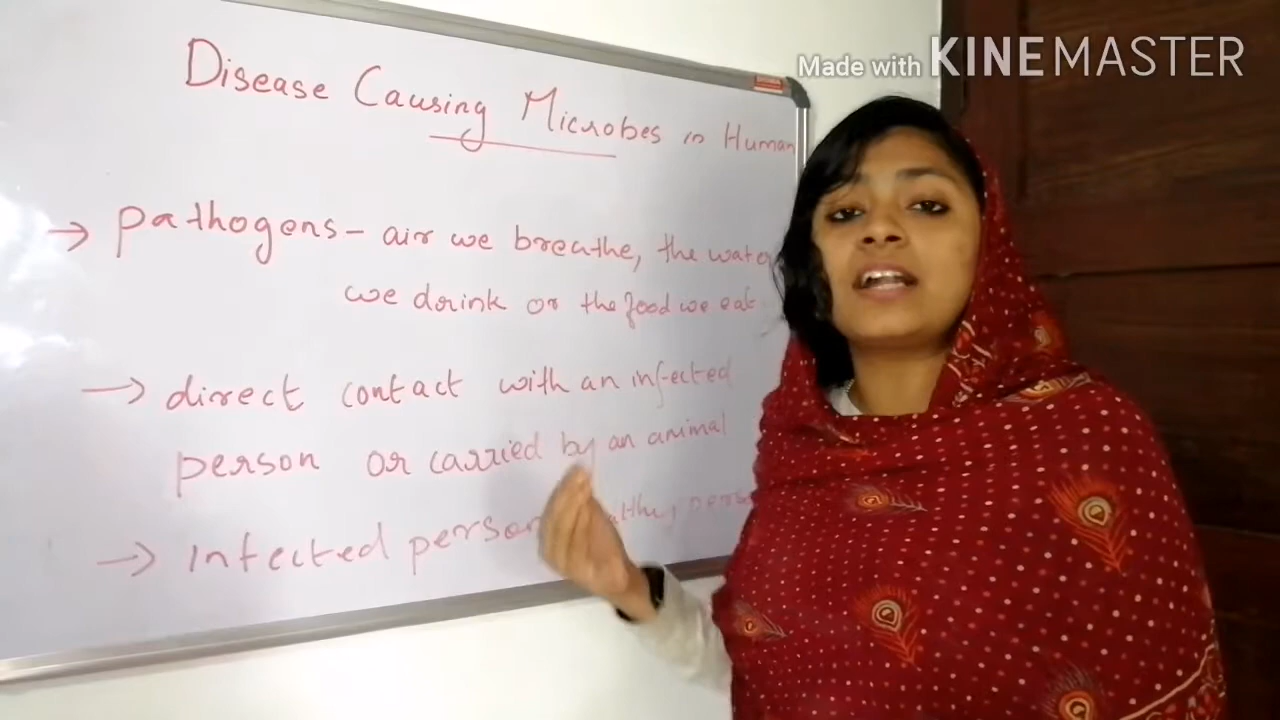 Made with KINEMASTER
Disease Causing Microbes in Human
→ Pathogens - air we breathe, the water
we drink or the food we eat
→ direct contact with an infected
person or carried by an animal
→ infected person